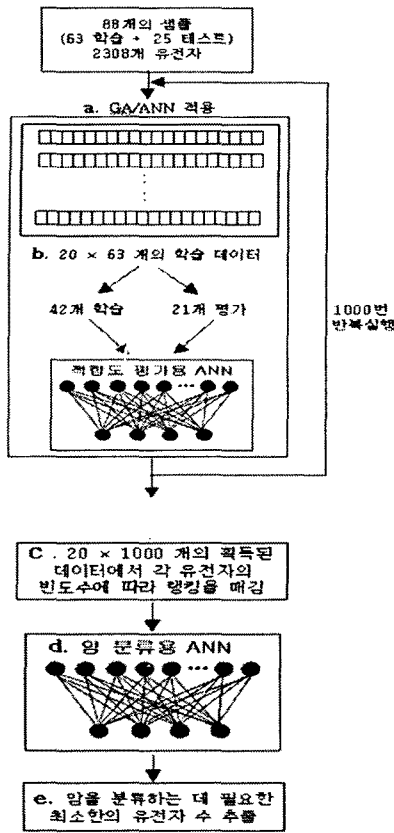 88개의 샘플
(63 학습 + 25 테스트)
2308개 유전자
a. GA/ANN 적용
b. 20 × 63 개의 학습 데이터
42개 학습
21개 평가
1000번
반복실행
적합도 평가용 ANN
C . 20 × 1000 개의 획득된
데이터에서 각 유전자의
빈도수에 따라 랭킹을 매김
d. 암 분류용 ANN
e. 암을 분류하는 데 필요한
최소한의 유전자 수 추출